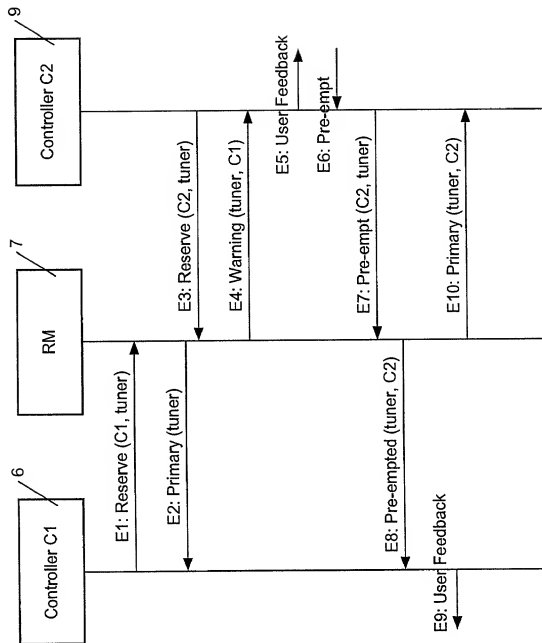 6
Controller C1
7
RM
9
Controller C2
E1: Reserve (C1, tuner)
E2: Primary (tuner)
E3: Reserve (C2, tuner)
E4: Warning (tuner, C1)
E5: User Feedback
E6: Pre-empt
E7: Pre-empt (C2, tuner)
E8: Pre-empted (tuner, C2)
E9: User Feedback
E10: Primary (tuner, C2)